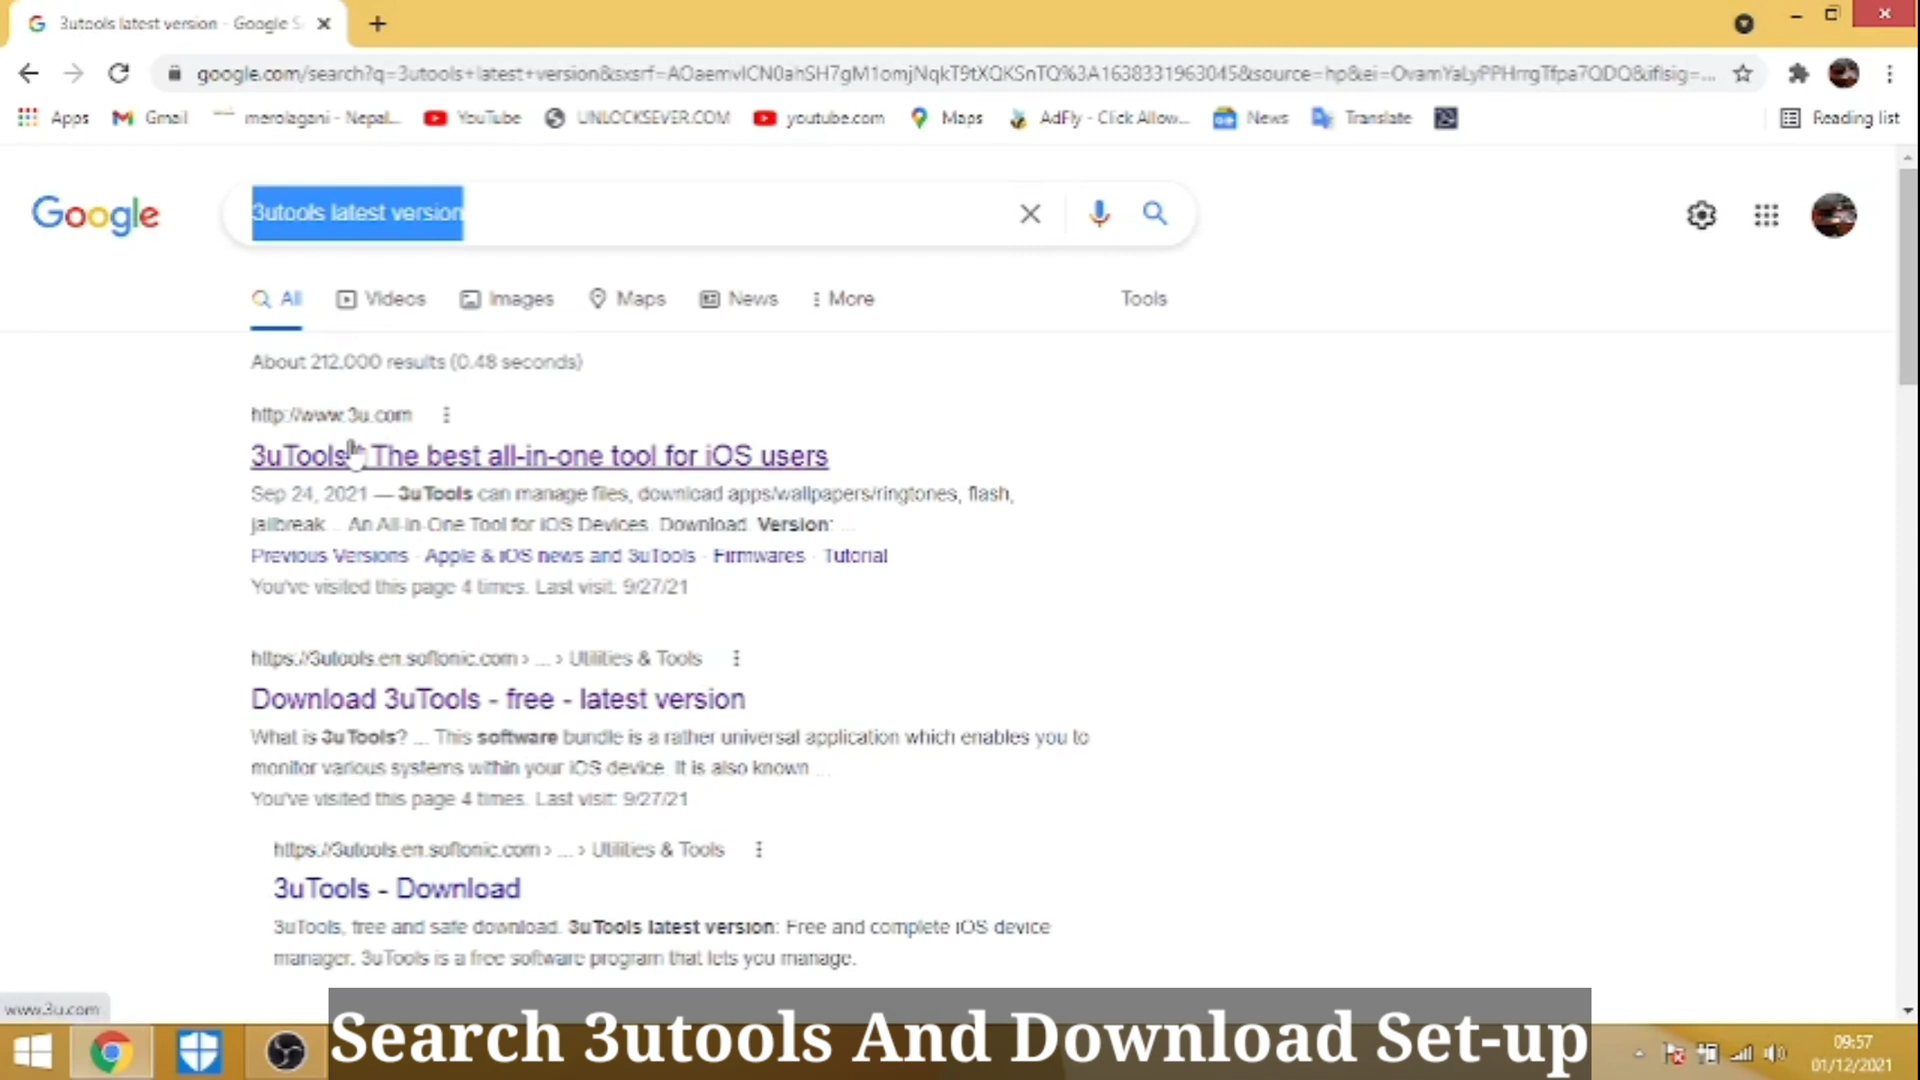 3utools latest version - Google S
google.com/search?q=3utools+latest+version&sxsrf=AOaemvICN0ahSH7gM1omjNqkT9tXQKSnTQ%3A1638331963045&source=hp&ei=OvamYaLyPPHrrgTfpa7QDQ&iflsig=...
Apps Gmail merolagani - Nepal... YouTube UNLOCKSEVER.COM youtube.com Maps AdFly - Click Allow... News Translate Reading list
Google 3utools latest version
All Videos Images Maps News More Tools
About 212,000 results (0.48 seconds)
http://www.3u.com
3uTools The best all-in-one tool for iOS users
Sep 24, 2021 — 3uTools can manage files, download apps/wallpapers/ringtones, flash,
jailbreak... An All-In-One Tool for iOS Devices. Download. Version: ...
Previous Versions · Apple & iOS news and 3uTools · Firmwares · Tutorial
You've visited this page 4 times. Last visit: 9/27/21
https://3utools.en.softonic.com › ... › Utilities & Tools
Download 3uTools - free - latest version
What is 3uTools? ... This software bundle is a rather universal application which enables you to
monitor various systems within your iOS device. It is also known ...
You've visited this page 4 times. Last visit: 9/27/21
https://3utools.en.softonic.com › ... › Utilities & Tools
3uTools - Download
3uTools, free and safe download. 3uTools latest version: Free and complete iOS device
manager. 3uTools is a free software program that lets you manage.
www.3u.com
Search 3utools And Download Set-up
09:57
01/12/2021